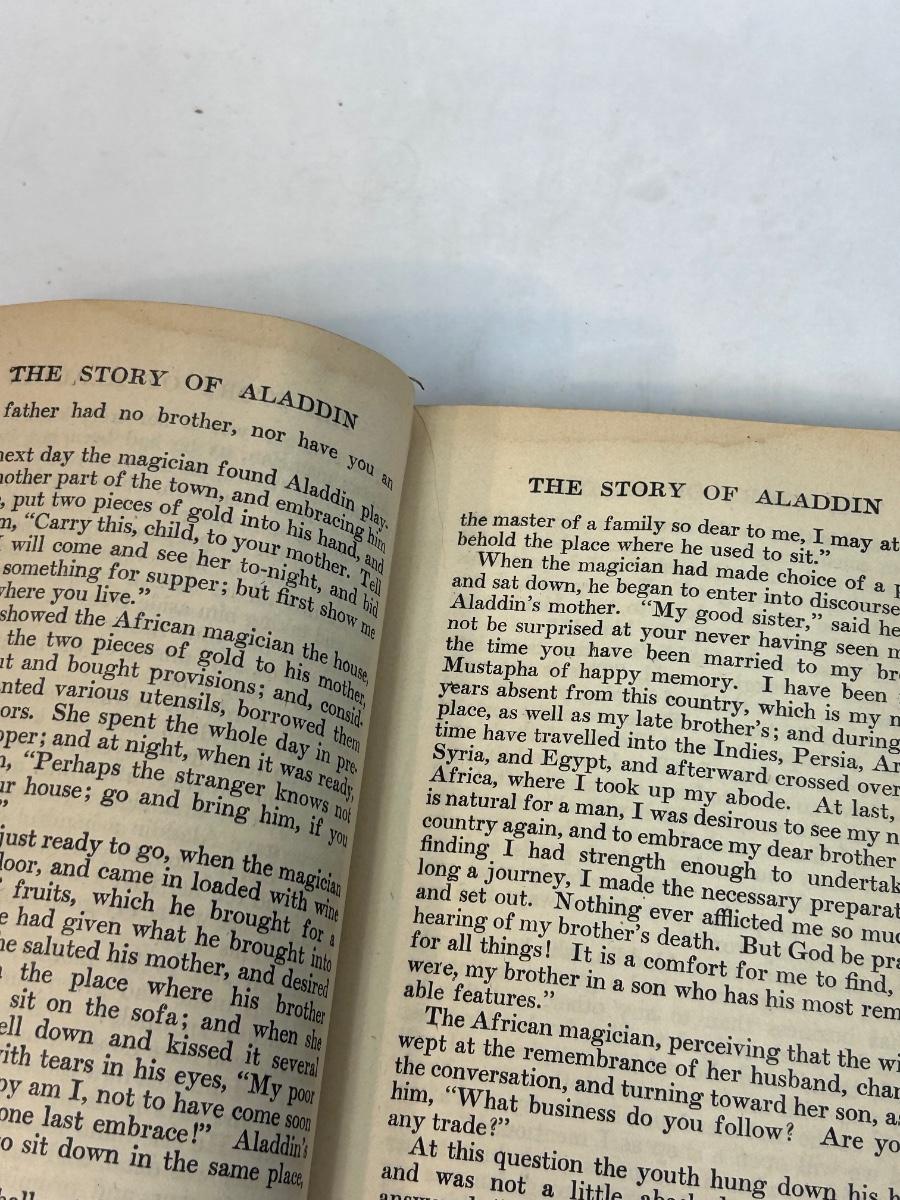 THE STORY OF ALADDIN
father had no brother, nor have you an
next day the magician found Aladdin play-
nother part of the town, and embracing him
, put two pieces of gold into his hand, and
m, “Carry this, child, to your mother. Tell
I will come and see her to-night, and bid
something for supper; but first show me
where you live.”
showed the African magician the house,
the two pieces of gold to his mother,
ut and bought provisions; and, consid-
nted various utensils, borrowed them
ors. She spent the whole day in pre-
pper; and at night, when it was ready,
n, “Perhaps the stranger knows not
ur house; go and bring him, if you
”
just ready to go, when the magician
door, and came in loaded with wine
fruits, which he brought for a
e had given what he brought into
he saluted his mother, and desired
the place where his brother
sit on the sofa; and when she
ell down and kissed it several
with tears in his eyes, “My poor
py am I, not to have come soon
one last embrace!” Aladdin’s
to sit down in the same place,
THE STORY OF ALADDIN
the master of a family so dear to me, I may at
behold the place where he used to sit.”
When the magician had made choice of a p
and sat down, he began to enter into discourse
Aladdin’s mother. “My good sister,” said he
not be surprised at your never having seen m
the time you have been married to my bro
Mustapha of happy memory. I have been
years absent from this country, which is my n
place, as well as my late brother’s; and during
time have travelled into the Indies, Persia, Ar
Syria, and Egypt, and afterward crossed over
Africa, where I took up my abode. At last,
is natural for a man, I was desirous to see my n
country again, and to embrace my dear brother
finding I had strength enough to undertak
long a journey, I made the necessary preparat
and set out. Nothing ever afflicted me so muc
hearing of my brother’s death. But God be pra
for all things! It is a comfort for me to find,
were, my brother in a son who has his most rem
able features.”
The African magician, perceiving that the wi
wept at the remembrance of her husband, chan
the conversation, and turning toward her son, as
him, “What business do you follow? Are yo
any trade?”
At this question the youth hung down his h
and was not a little